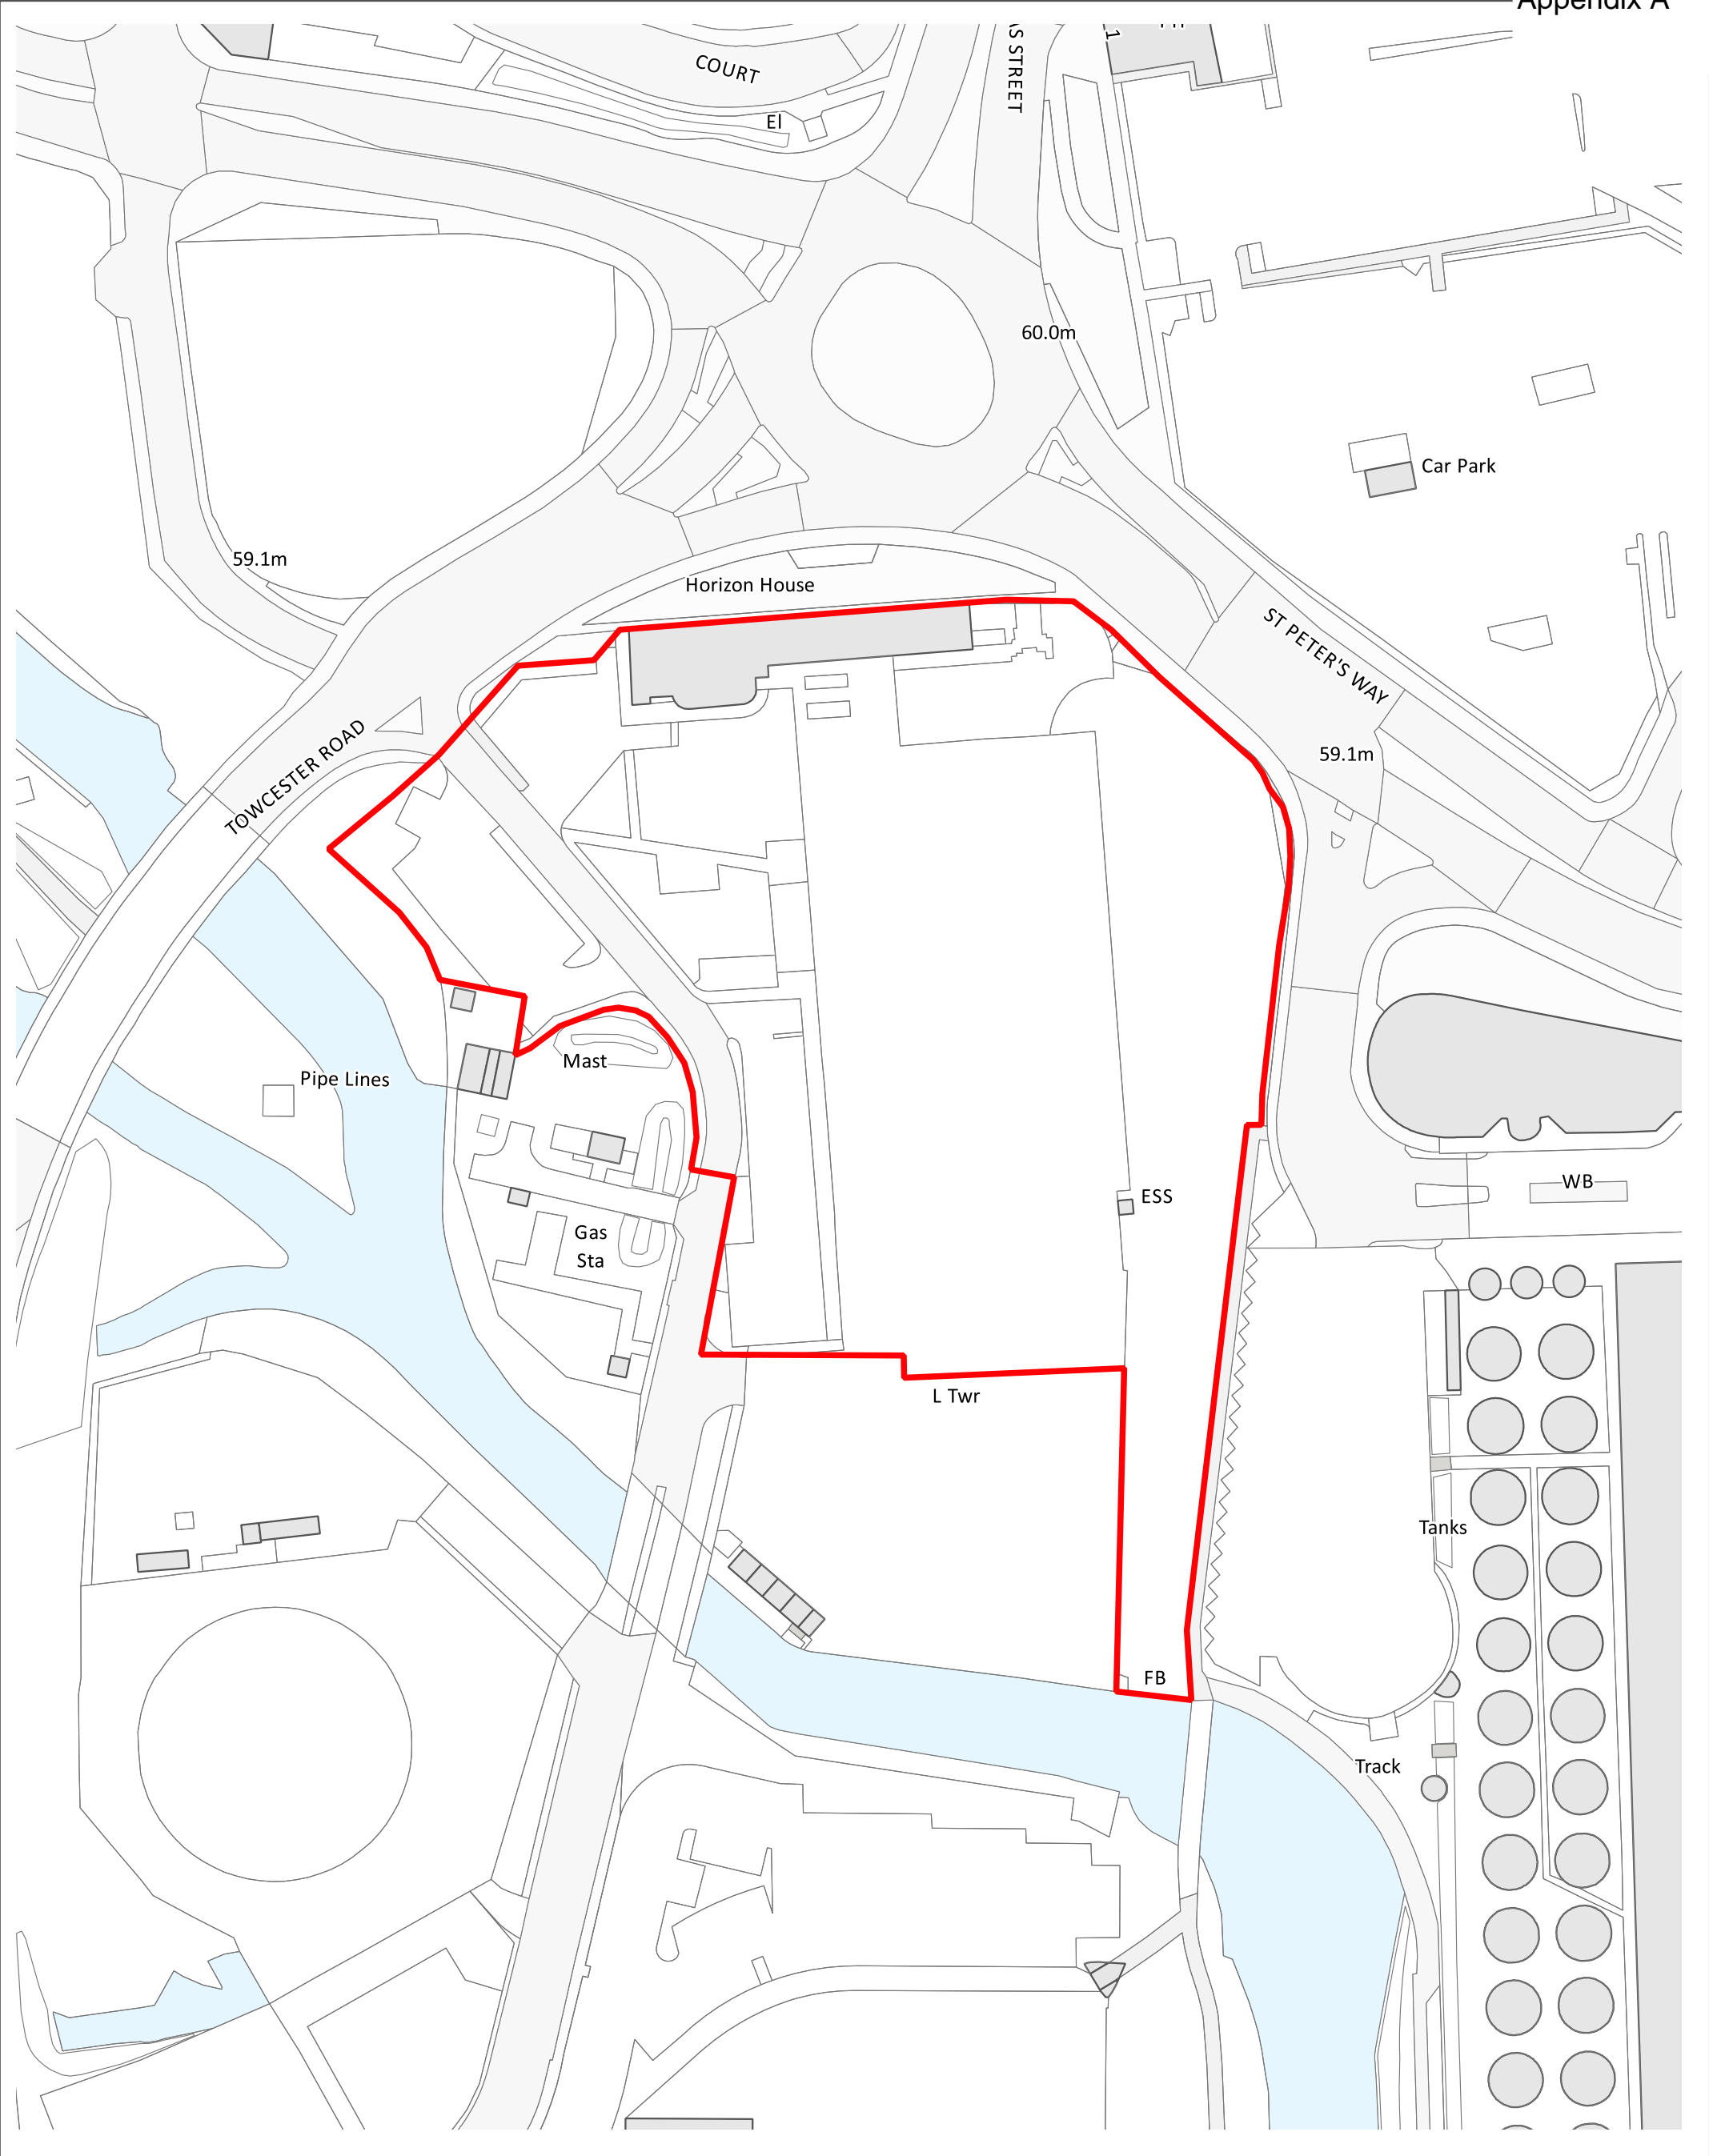 Appendix A
COURT
El
60.0m
Car Park
59.1m
Horizon House
ST PETER'S WAY
59.1m
TOWCESTER ROAD
Mast
Pipe Lines
WB
ESS
Gas
Sta
L Twr
Tanks
FB
Track